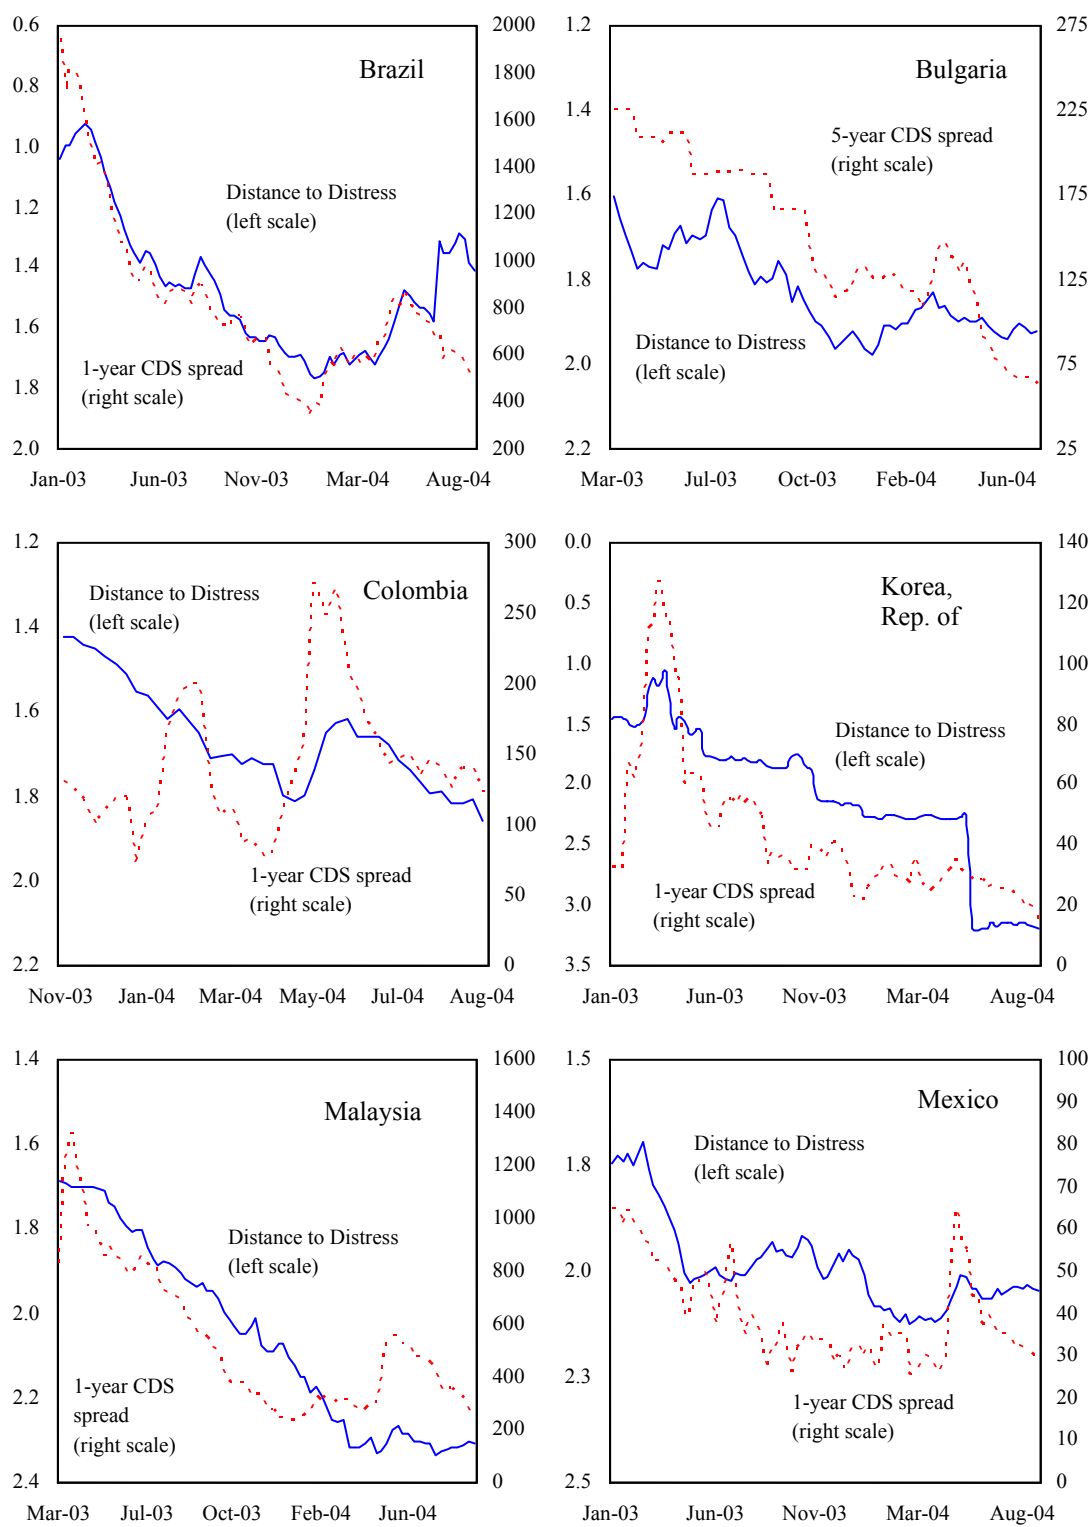 Brazil
0.6
0.8
1.0
1.2
1.4
1.6
1.8
2.0
2000
1800
1600
1400
1200
1000
800
600
400
200
Distance to Distress
(left scale)
1-year CDS spread
(right scale)
Jan-03 Jun-03 Nov-03 Mar-04 Aug-04
Bulgaria
1.2
1.4
1.6
1.8
2.0
2.2
275
225
175
125
75
25
5-year CDS spread
(right scale)
Distance to Distress
(left scale)
Mar-03 Jul-03 Oct-03 Feb-04 Jun-04
Colombia
1.2
1.4
1.6
1.8
2.0
2.2
300
250
200
150
100
50
0
Distance to Distress
(left scale)
1-year CDS spread
(right scale)
Nov-03 Jan-04 Mar-04 May-04 Jul-04 Aug-04
Korea,
Rep. of
0.0
0.5
1.0
1.5
2.0
2.5
3.0
3.5
140
120
100
80
60
40
20
0
Distance to Distress
(left scale)
1-year CDS spread
(right scale)
Jan-03 Jun-03 Nov-03 Mar-04 Aug-04
Malaysia
1.4
1.6
1.8
2.0
2.2
2.4
1600
1400
1200
1000
800
600
400
200
0
Distance to Distress
(left scale)
1-year CDS
spread
(right scale)
Mar-03 Jul-03 Oct-03 Feb-04 Jun-04
Mexico
1.5
1.8
2.0
2.3
2.5
100
90
80
70
60
50
40
30
20
10
0
Distance to Distress
(left scale)
1-year CDS spread
(right scale)
Jan-03 Jun-03 Nov-03 Mar-04 Aug-04